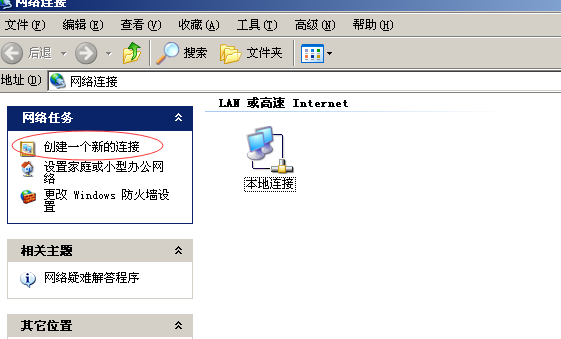 网络连接
文件(F) 编辑(E) 查看(V) 收藏(A) 工具(T) 高级(N) 帮助(H)
后退 搜索 文件夹
地址(D) 网络连接
网络任务
创建一个新的连接
设置家庭或小型办公网
络
更改 Windows 防火墙设
置
相关主题
网络疑难解答程序
其它位置
LAN 或高速 Internet
本地连接